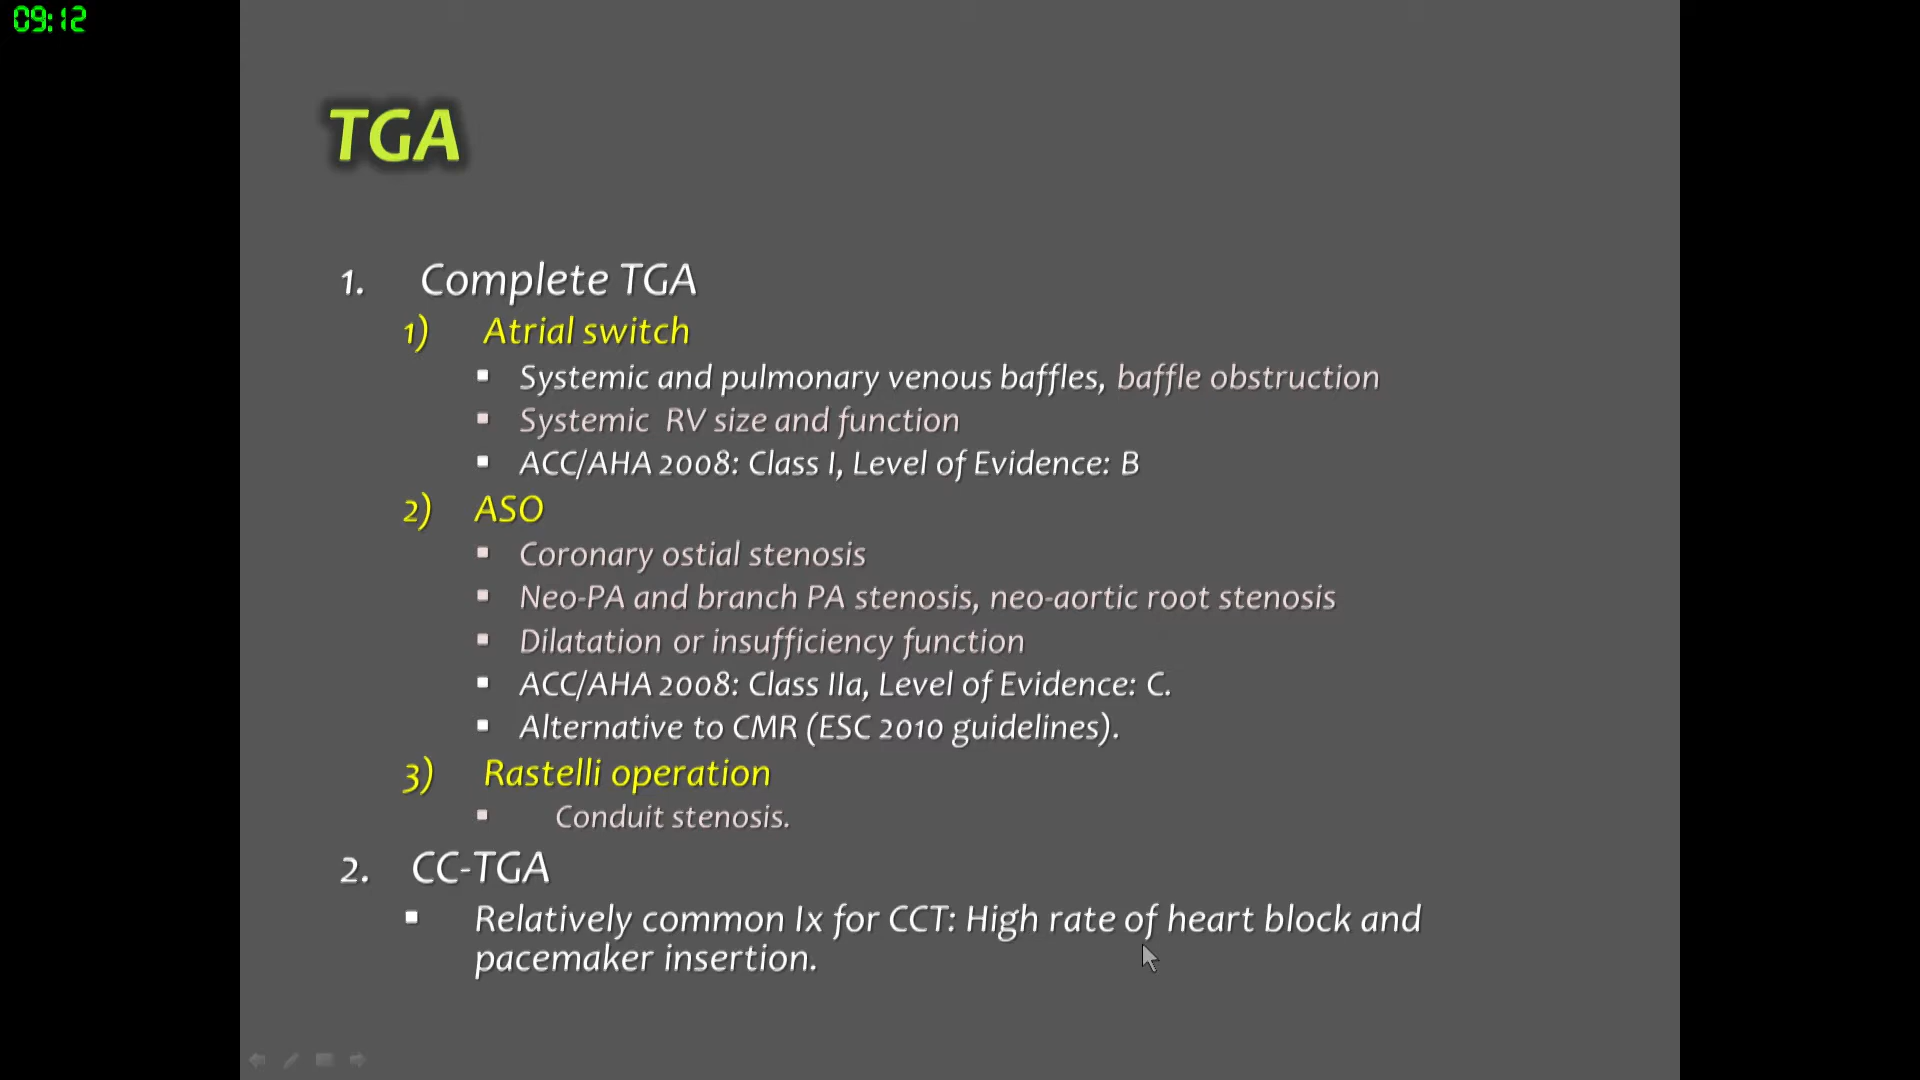 09:12
TGA
1. Complete TGA
1) Atrial switch
▪ Systemic and pulmonary venous baffles, baffle obstruction
▪ Systemic RV size and function
▪ ACC/AHA 2008: Class I, Level of Evidence: B
2) ASO
▪ Coronary ostial stenosis
▪ Neo-PA and branch PA stenosis, neo-aortic root stenosis
▪ Dilatation or insufficiency function
▪ ACC/AHA 2008: Class IIa, Level of Evidence: C.
▪ Alternative to CMR (ESC 2010 guidelines).
3) Rastelli operation
▪ Conduit stenosis.
2. CC-TGA
▪ Relatively common Ix for CCT: High rate of heart block and
pacemaker insertion.